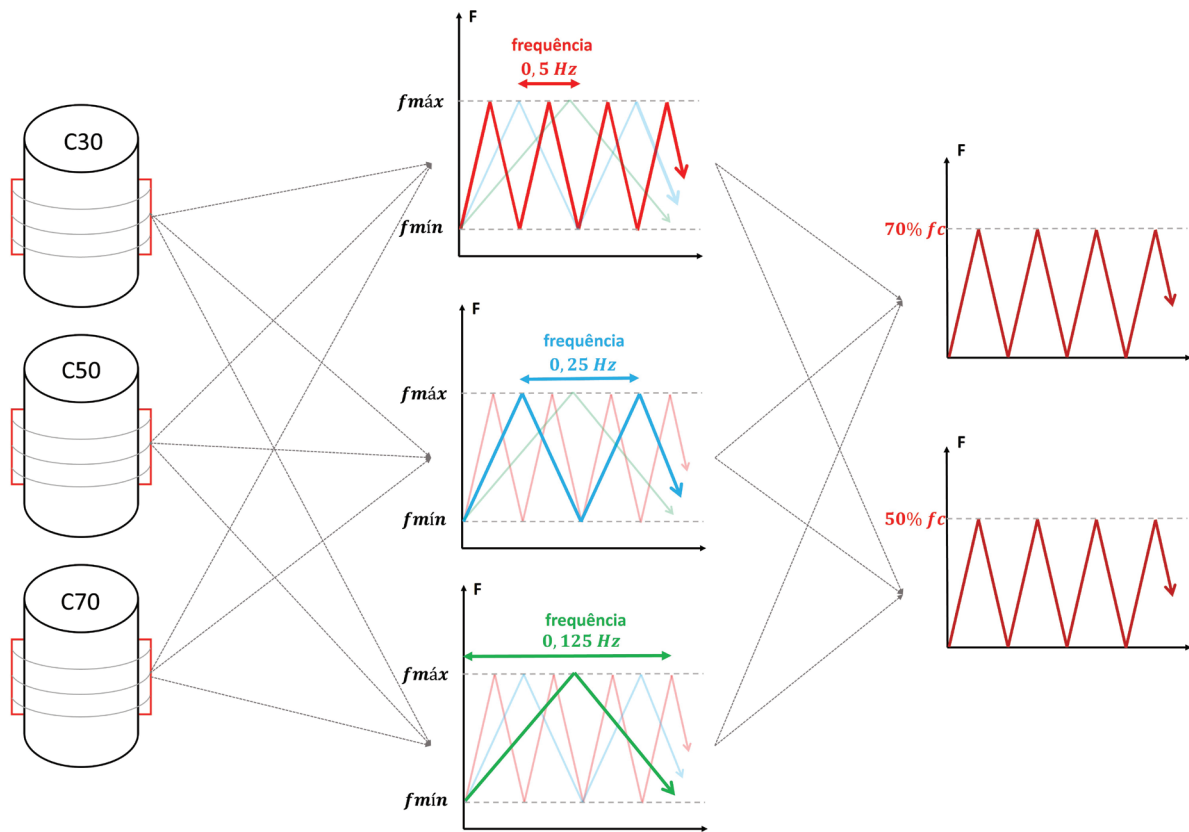 C30
C50
C70
F
frequência
0,5 Hz
fmáx
fmín
F
frequência
0,25 Hz
fmáx
fmín
F
frequência
0,125 Hz
fmáx
fmín
F
70% fc
F
50% fc